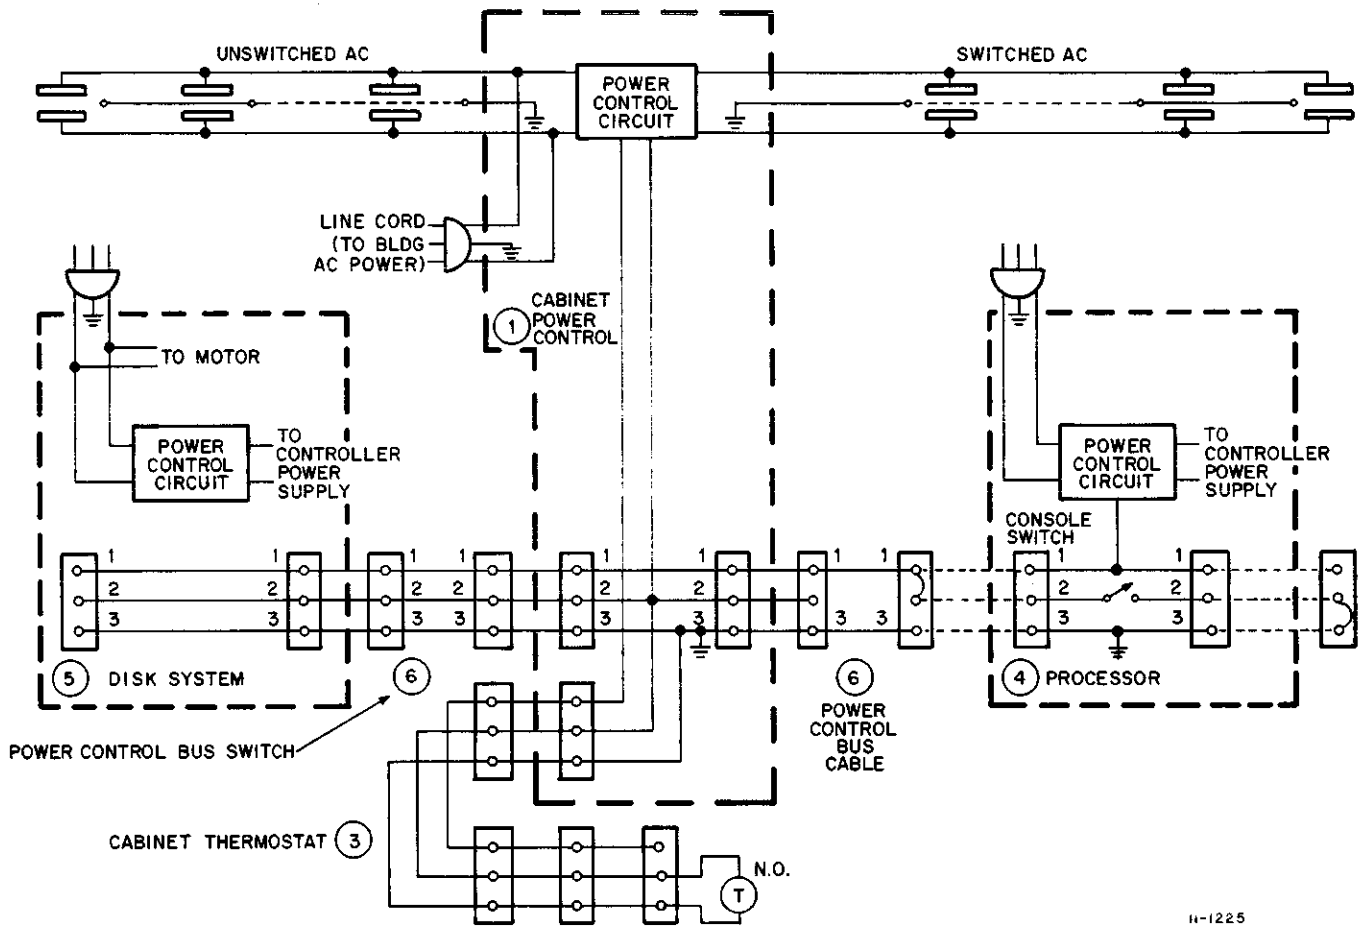 UNSWITCHED AC
SWITCHED AC
POWER
CONTROL
CIRCUIT
LINE CORD
(TO BLDG
AC POWER)
1
CABINET
POWER
CONTROL
TO MOTOR
POWER
CONTROL
CIRCUIT
TO
CONTROLLER
POWER
SUPPLY
POWER
CONTROL
CIRCUIT
TO
CONTROLLER
POWER
SUPPLY
CONSOLE
SWITCH
1 1 1 1 1 1 1 1 1 1
2 2 2 2 2 2 2 2
3 3 3 3 3 3 3 3 3 3
5 DISK SYSTEM
6
6
POWER
CONTROL
BUS
CABLE
4 PROCESSOR
POWER CONTROL BUS SWITCH
CABINET THERMOSTAT 3
N.O.
T
11-1225